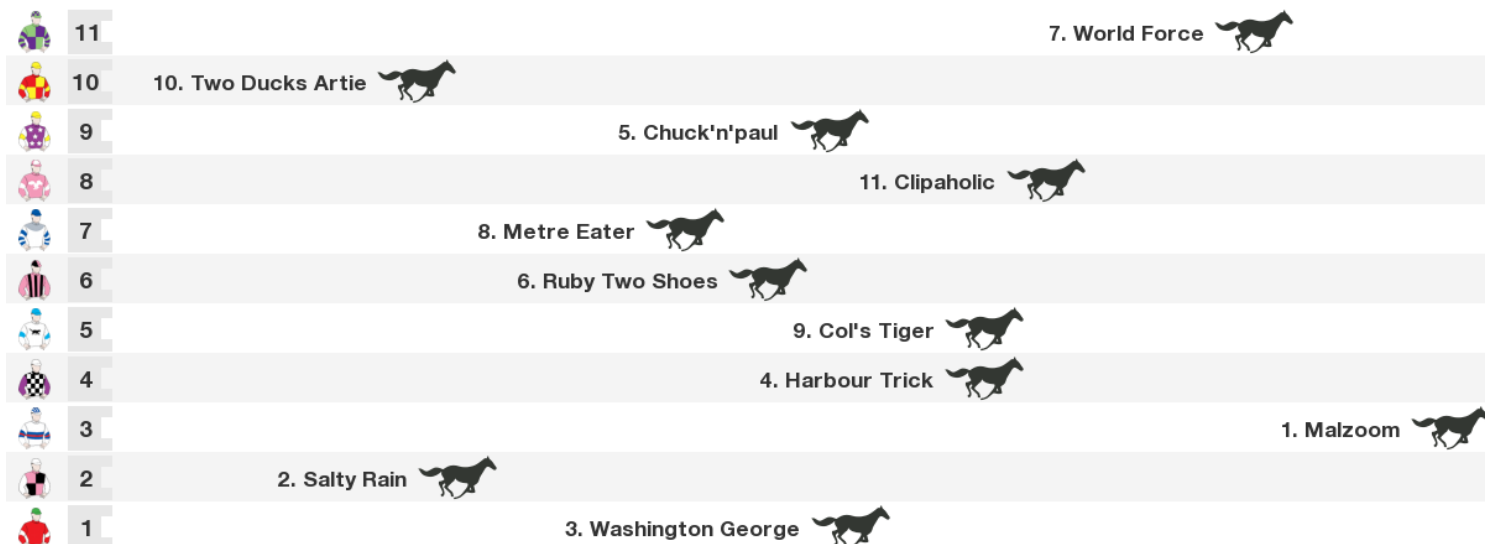 11 7. World Force
10 10. Two Ducks Artie
9 5. Chuck'n'paul
8 11. Clipaholic
7 8. Metre Eater
6 6. Ruby Two Shoes
5 9. Col's Tiger
4 4. Harbour Trick
3 1. Malzoom
2 2. Salty Rain
1 3. Washington George